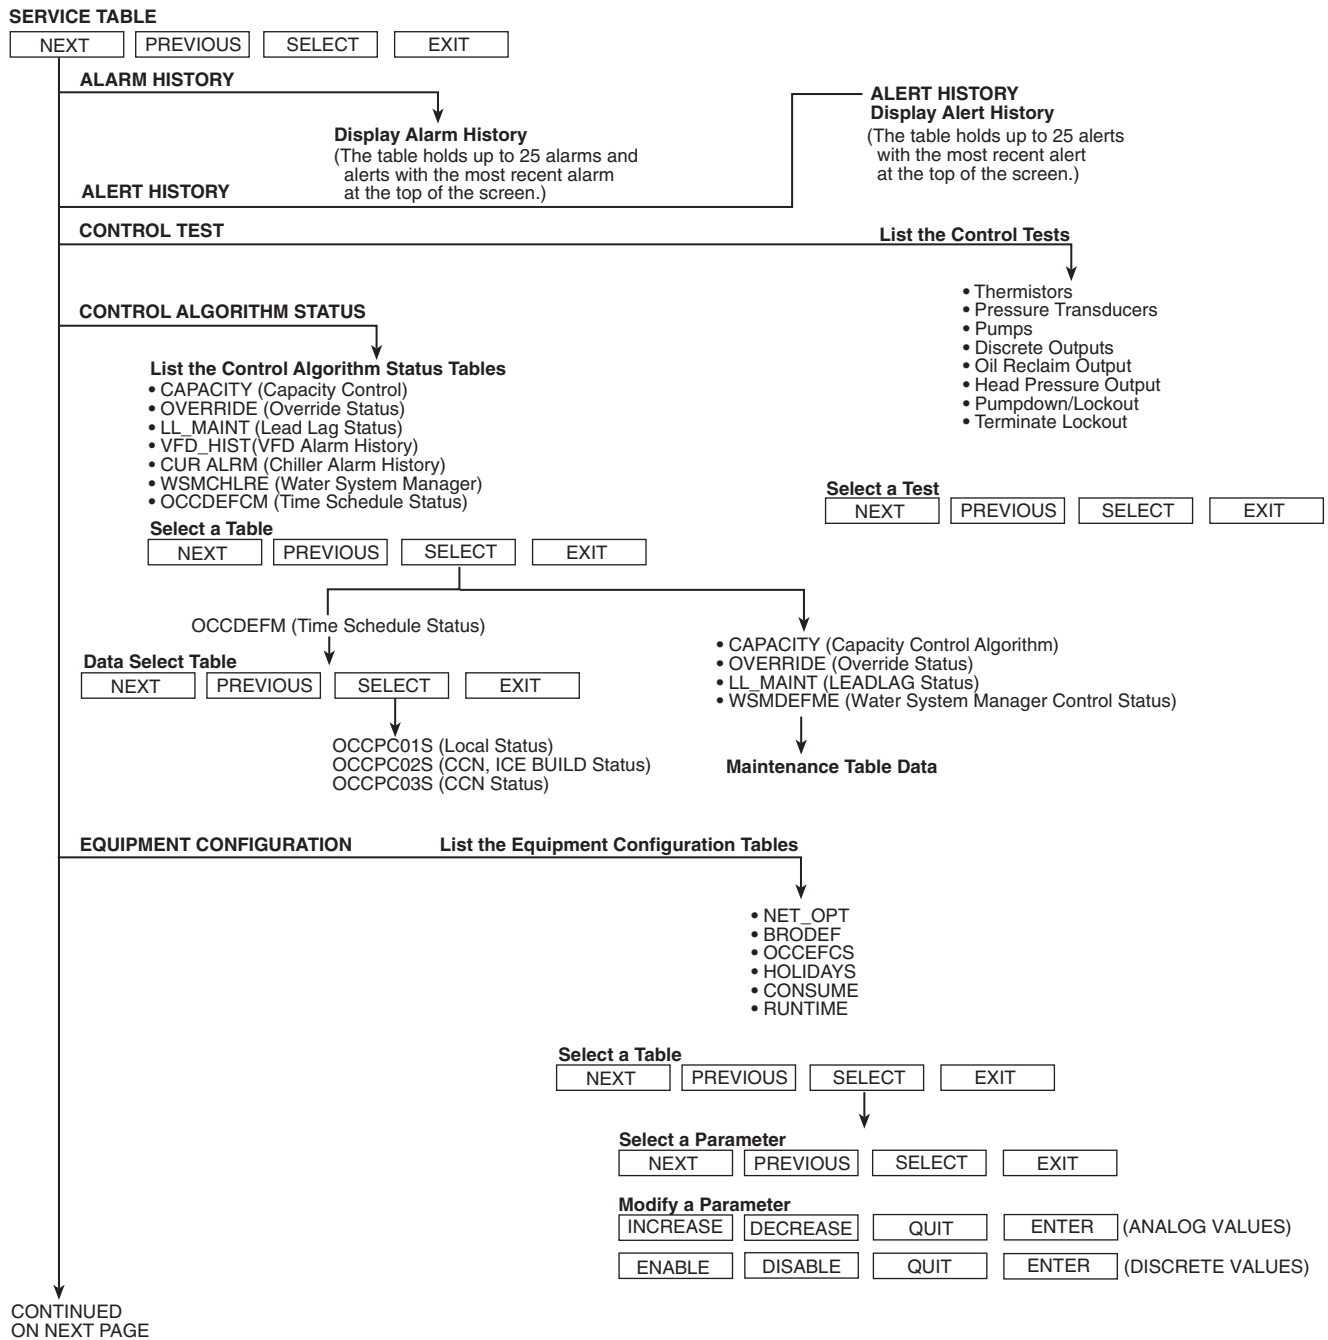 SERVICE TABLE
NEXT PREVIOUS SELECT EXIT
ALARM HISTORY
Display Alarm History
(The table holds up to 25 alarms and
alerts with the most recent alarm
at the top of the screen.)
ALERT HISTORY
Display Alert History
(The table holds up to 25 alerts
with the most recent alert
at the top of the screen.)
ALERT HISTORY
CONTROL TEST
List the Control Tests
• Thermistors
• Pressure Transducers
• Pumps
• Discrete Outputs
• Oil Reclaim Output
• Head Pressure Output
• Pumpdown/Lockout
• Terminate Lockout
Select a Test
NEXT PREVIOUS SELECT EXIT
CONTROL ALGORITHM STATUS
List the Control Algorithm Status Tables
• CAPACITY (Capacity Control)
• OVERRIDE (Override Status)
• LL_MAINT (Lead Lag Status)
• VFD_HIST(VFD Alarm History)
• CUR ALRM (Chiller Alarm History)
• WSMCHLRE (Water System Manager)
• OCCDEFCM (Time Schedule Status)
Select a Table
NEXT PREVIOUS SELECT EXIT
OCCDEFM (Time Schedule Status)
Data Select Table
NEXT PREVIOUS SELECT EXIT
OCCPC01S (Local Status)
OCCPC02S (CCN, ICE BUILD Status)
OCCPC03S (CCN Status)
• CAPACITY (Capacity Control Algorithm)
• OVERRIDE (Override Status)
• LL_MAINT (LEADLAG Status)
• WSMDEFME (Water System Manager Control Status)
Maintenance Table Data
EQUIPMENT CONFIGURATION
List the Equipment Configuration Tables
• NET_OPT
• BRODEF
• OCCEFCS
• HOLIDAYS
• CONSUME
• RUNTIME
Select a Table
NEXT PREVIOUS SELECT EXIT
Select a Parameter
NEXT PREVIOUS SELECT EXIT
Modify a Parameter
INCREASE DECREASE QUIT ENTER (ANALOG VALUES)
ENABLE DISABLE QUIT ENTER (DISCRETE VALUES)
CONTINUED
ON NEXT PAGE